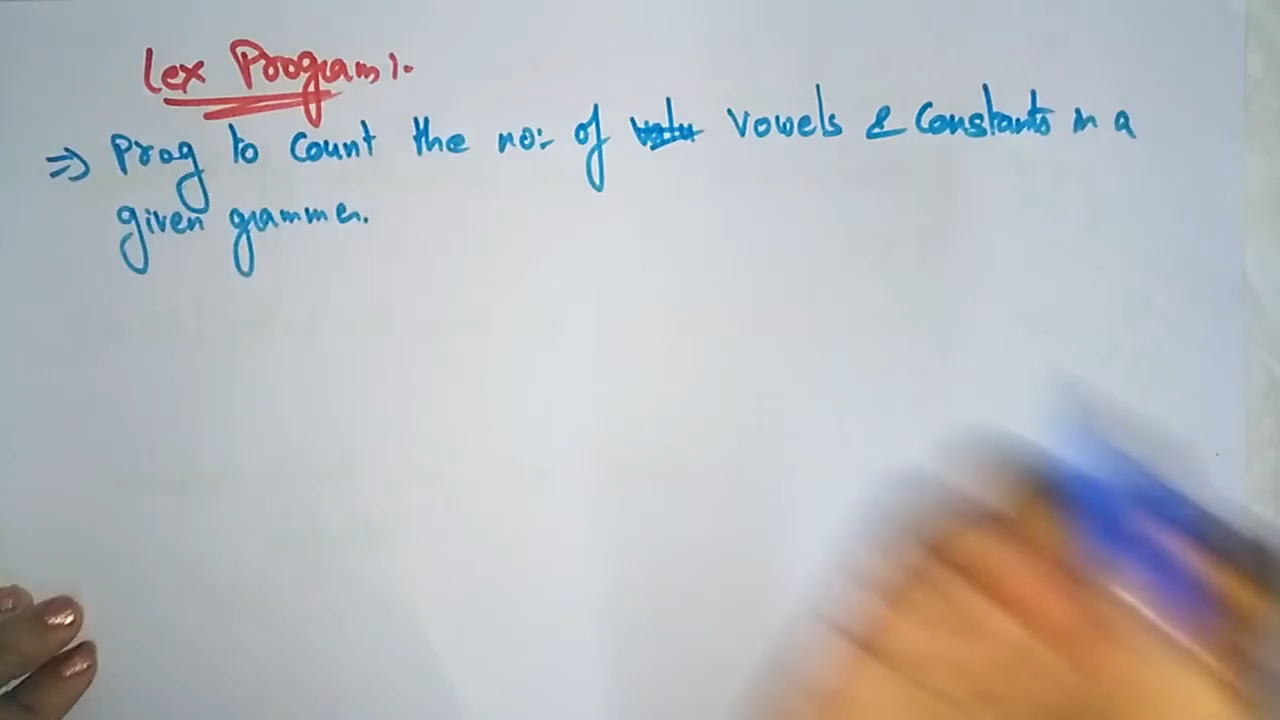 Lex Program:-
⇒ Prog to Count the no: of Vowels & Constants in a
given grammer.